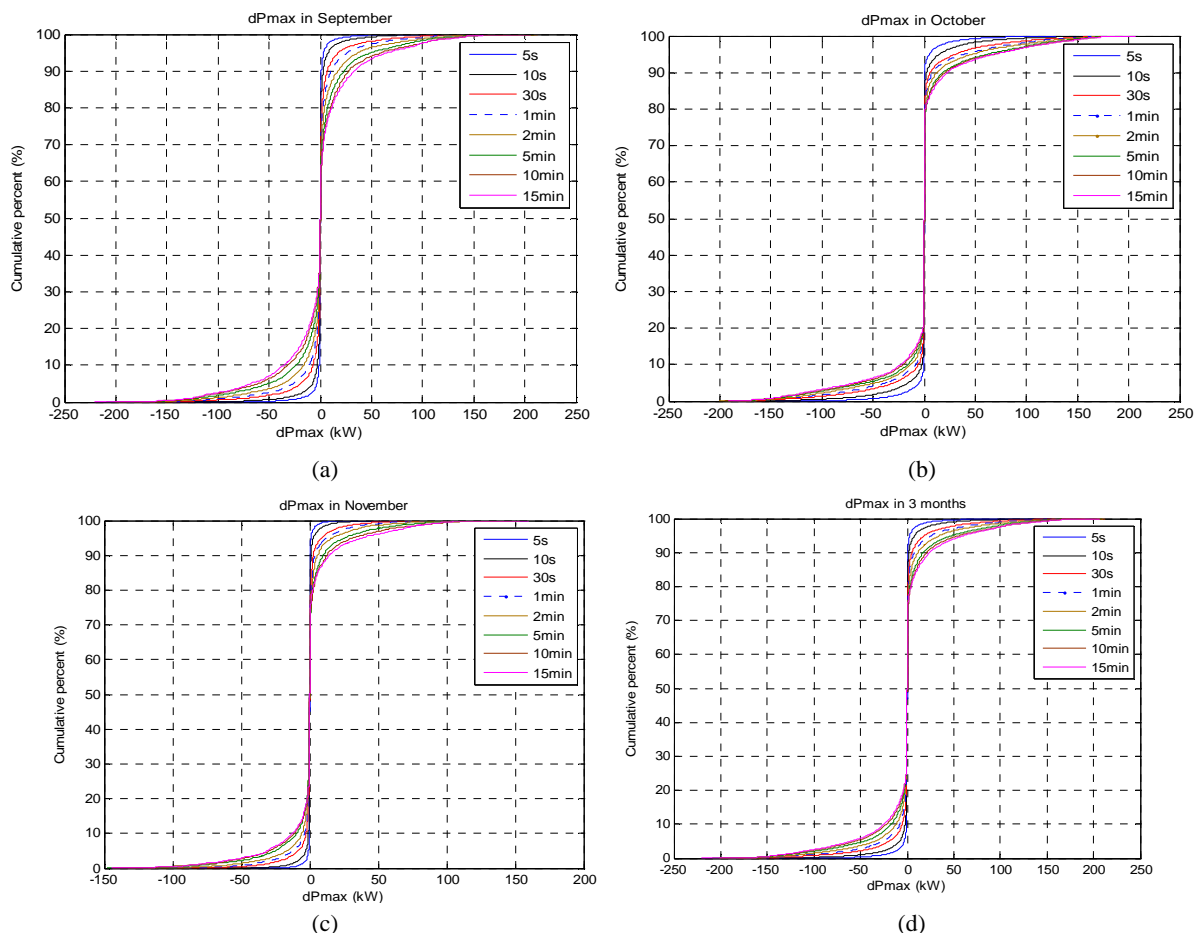 dPmax in September
100
90
80
70
60
50
40
30
20
10
0
Cumulative percent (%)
-250 -200 -150 -100 -50 0 50 100 150 200 250
dPmax (kW)
5s
10s
30s
1min
2min
5min
10min
15min
(a)
dPmax in October
100
90
80
70
60
50
40
30
20
10
0
Cumulative percent (%)
-250 -200 -150 -100 -50 0 50 100 150 200 250
dPmax (kW)
5s
10s
30s
1min
2min
5min
10min
15min
(b)
dPmax in November
100
90
80
70
60
50
40
30
20
10
0
Cumulative percent (%)
-150 -100 -50 0 50 100 150 200
dPmax (kW)
5s
10s
30s
1min
2min
5min
10min
15min
(c)
dPmax in 3 months
100
90
80
70
60
50
40
30
20
10
0
Cumulative percent (%)
-250 -200 -150 -100 -50 0 50 100 150 200 250
dPmax (kW)
5s
10s
30s
1min
2min
5min
10min
15min
(d)